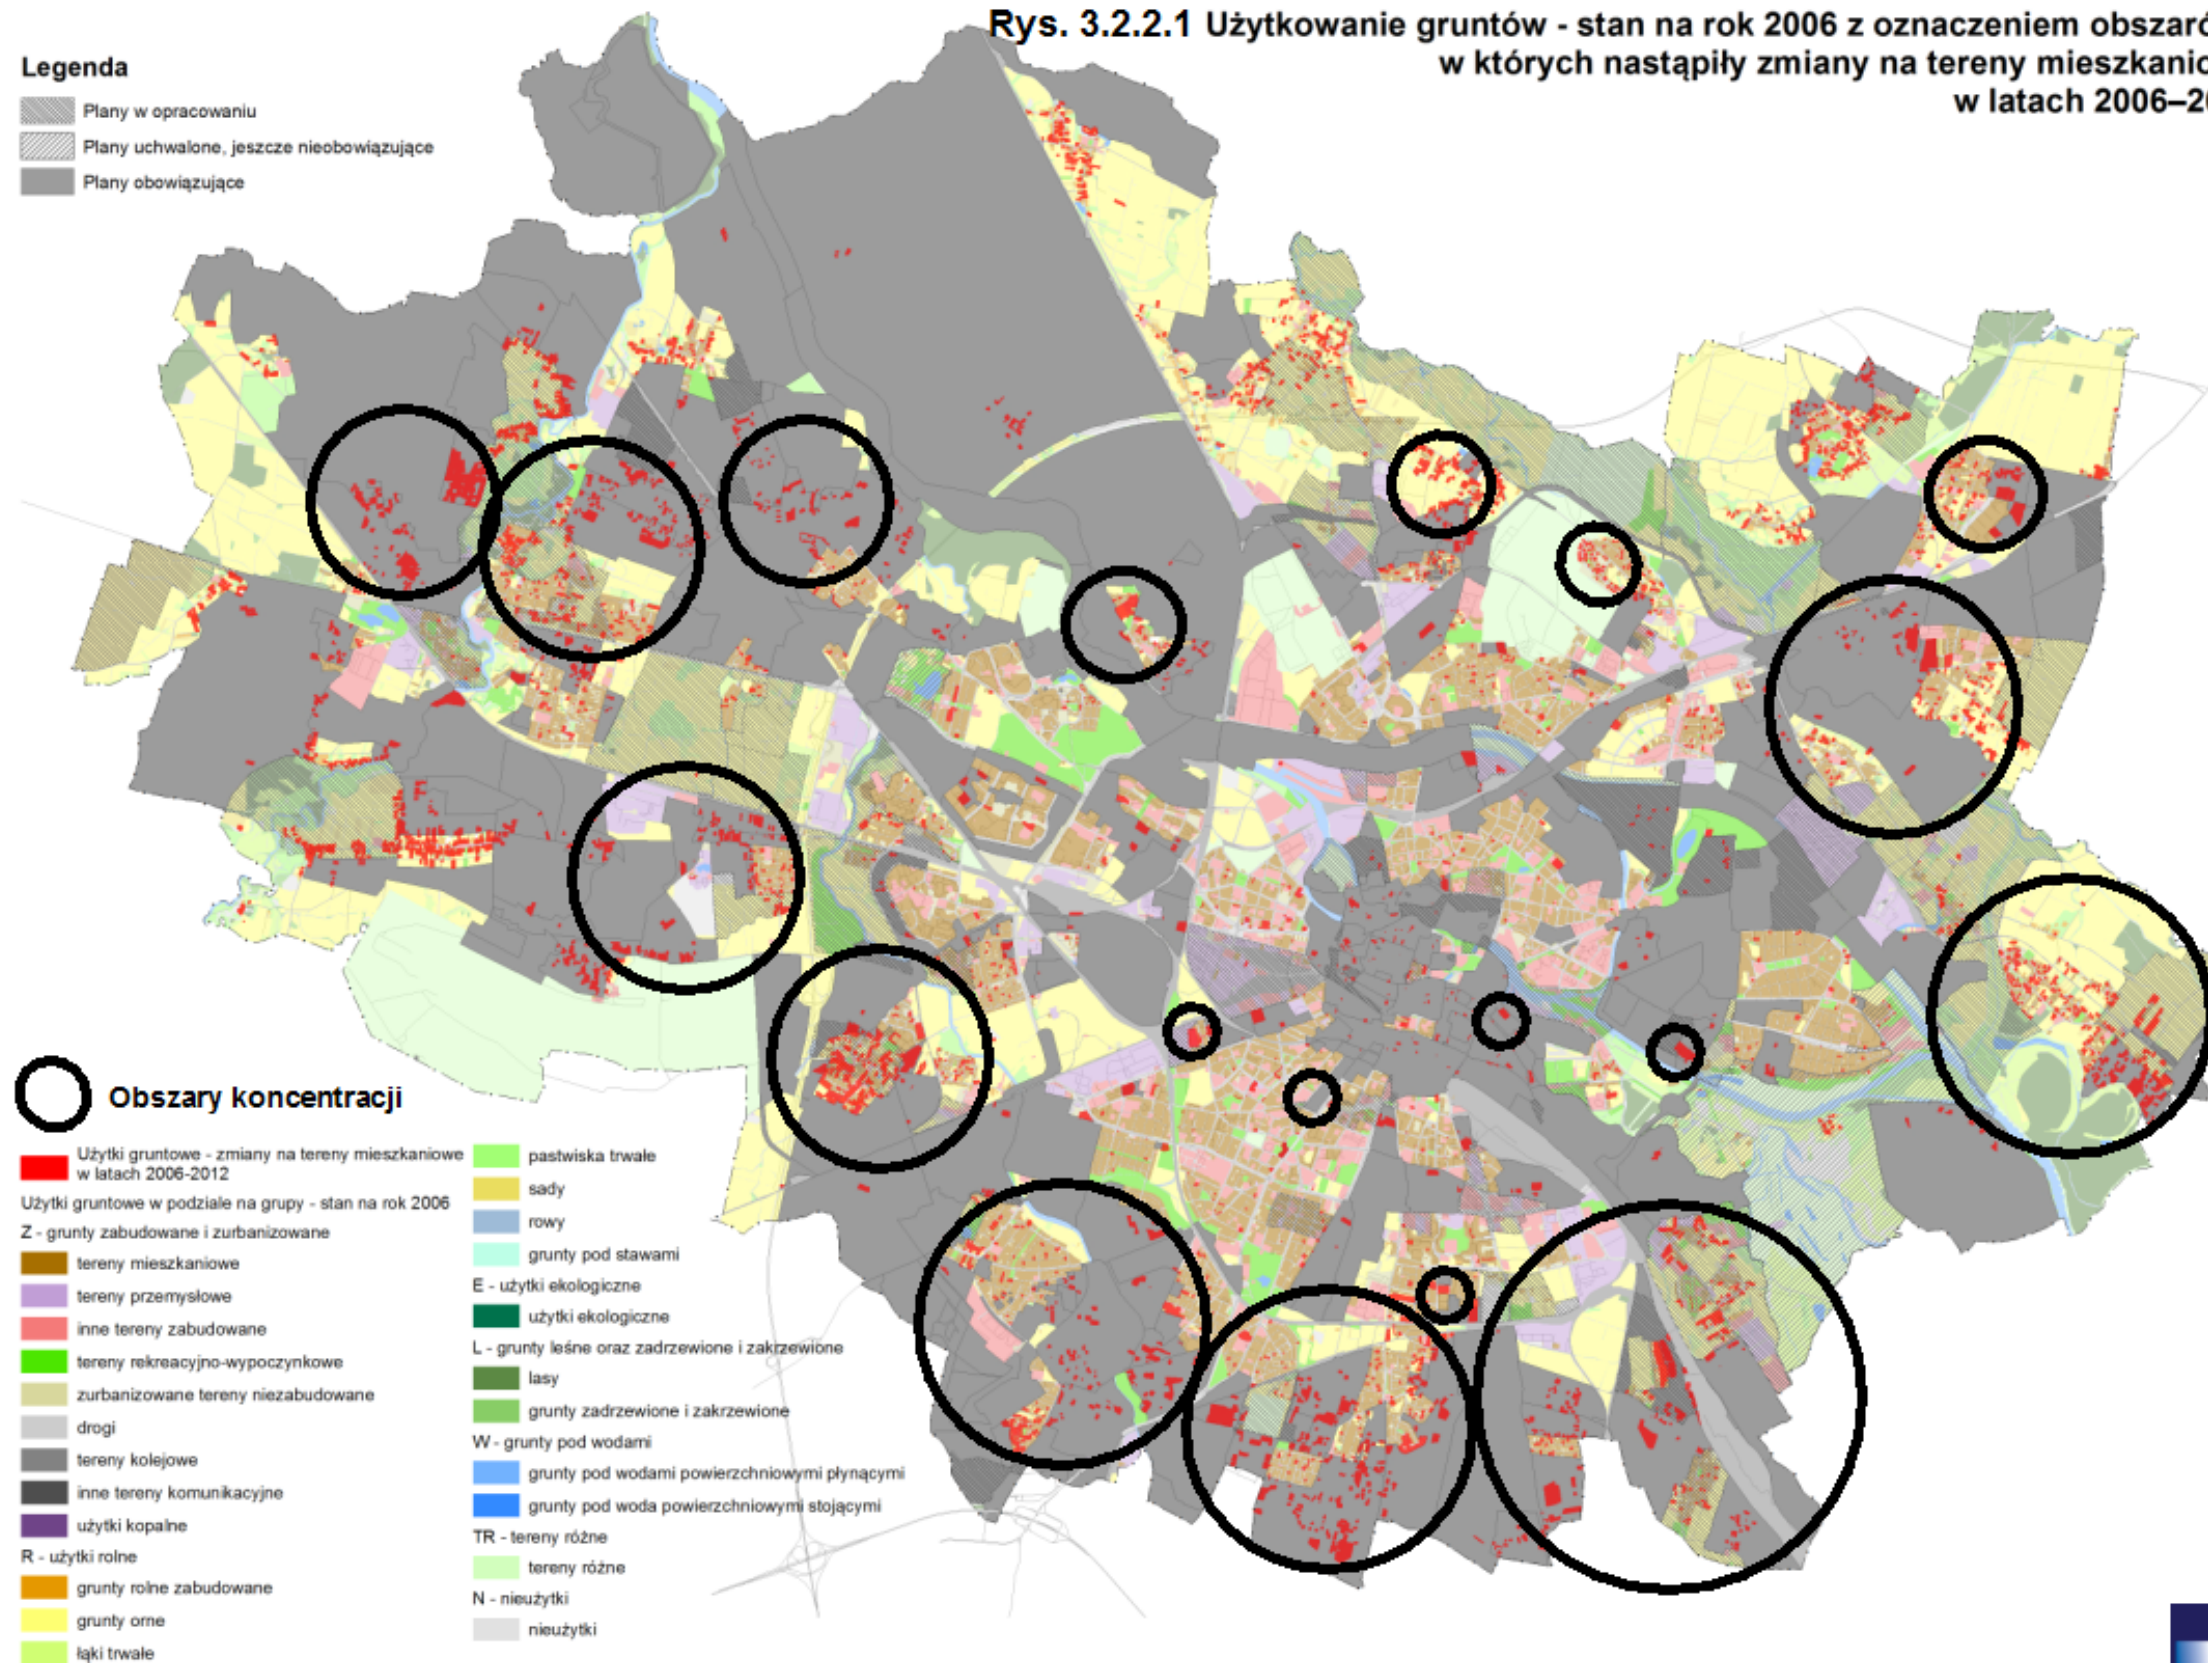 Rys. 3.2.2.1 Użytkowanie gruntów - stan na rok 2006 z oznaczeniem
w których nastąpiły zmiany na tereny
w latach 2006–
Legenda
Plany w opracowaniu
Plany uchwalone, jeszcze nieobowiązujące
Plany obowiązujące
Obszary koncentracji
Użytki gruntowe - zmiany na tereny mieszkaniowe
w latach 2006-2012
Użytki gruntowe w podziale na grupy - stan na rok 2006
Z - grunty zabudowane i zurbanizowane
tereny mieszkaniowe
tereny przemysłowe
inne tereny zabudowane
tereny rekreacyjno-wypoczynkowe
zurbanizowane tereny niezabudowane
drogi
tereny kolejowe
inne tereny komunikacyjne
użytki kopalne
R - użytki rolne
grunty rolne zabudowane
grunty orne
łąki trwałe
pastwiska trwałe
sady
rowy
grunty pod stawami
E - użytki ekologiczne
użytki ekologiczne
L - grunty leśne oraz zadrzewione i zakrzewione
lasy
grunty zadrzewione i zakrzewione
W - grunty pod wodami
grunty pod wodami powierzchniowymi płynącymi
grunty pod woda powierzchniowymi stojącymi
TR - tereny różne
tereny różne
N - nieużytki
nieużytki